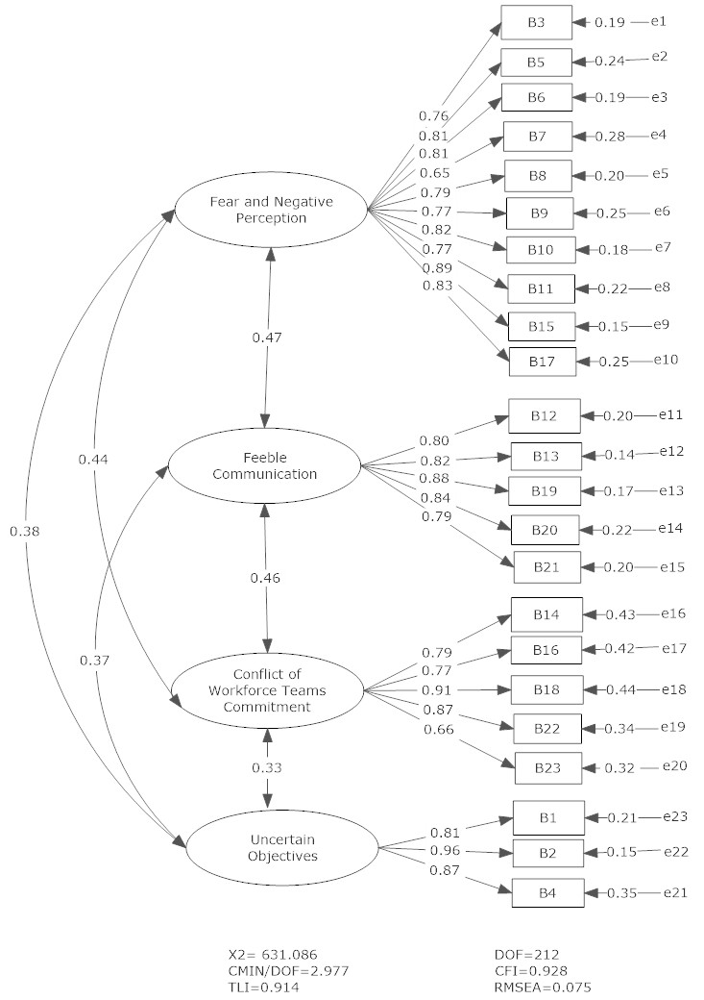 B3 0.19 e1
B5 0.24 e2
B6 0.19 e3
0.76
0.81
B7 0.28 e4
0.81
0.65
B8 0.20 e5
0.79
Fear and Negative
Perception
0.77
B9 0.25 e6
0.82
0.77
B10 0.18 e7
0.89
0.83
B11 0.22 e8
B15 0.15 e9
0.47
B17 0.25 e10
B12 0.20 e11
0.80
B13 0.14 e12
0.82
Feeble
Communication
0.88
B19 0.17 e13
0.84
0.79
B20 0.22 e14
B21 0.20 e15
0.44
0.38
0.46
0.37
B14 0.43 e16
0.79
B16 0.42 e17
0.77
Conflict of
Workforce Teams
Commitment
0.91
B18 0.44 e18
0.87
0.66
B22 0.34 e19
B23 0.32 e20
0.33
B1 0.21 e23
0.81
Uncertain
Objectives
0.96
B2 0.15 e22
0.87
B4 0.35 e21
X2= 631.086
CMIN/DOF=2.977
TLI=0.914
DOF=212
CFI=0.928
RMSEA=0.075